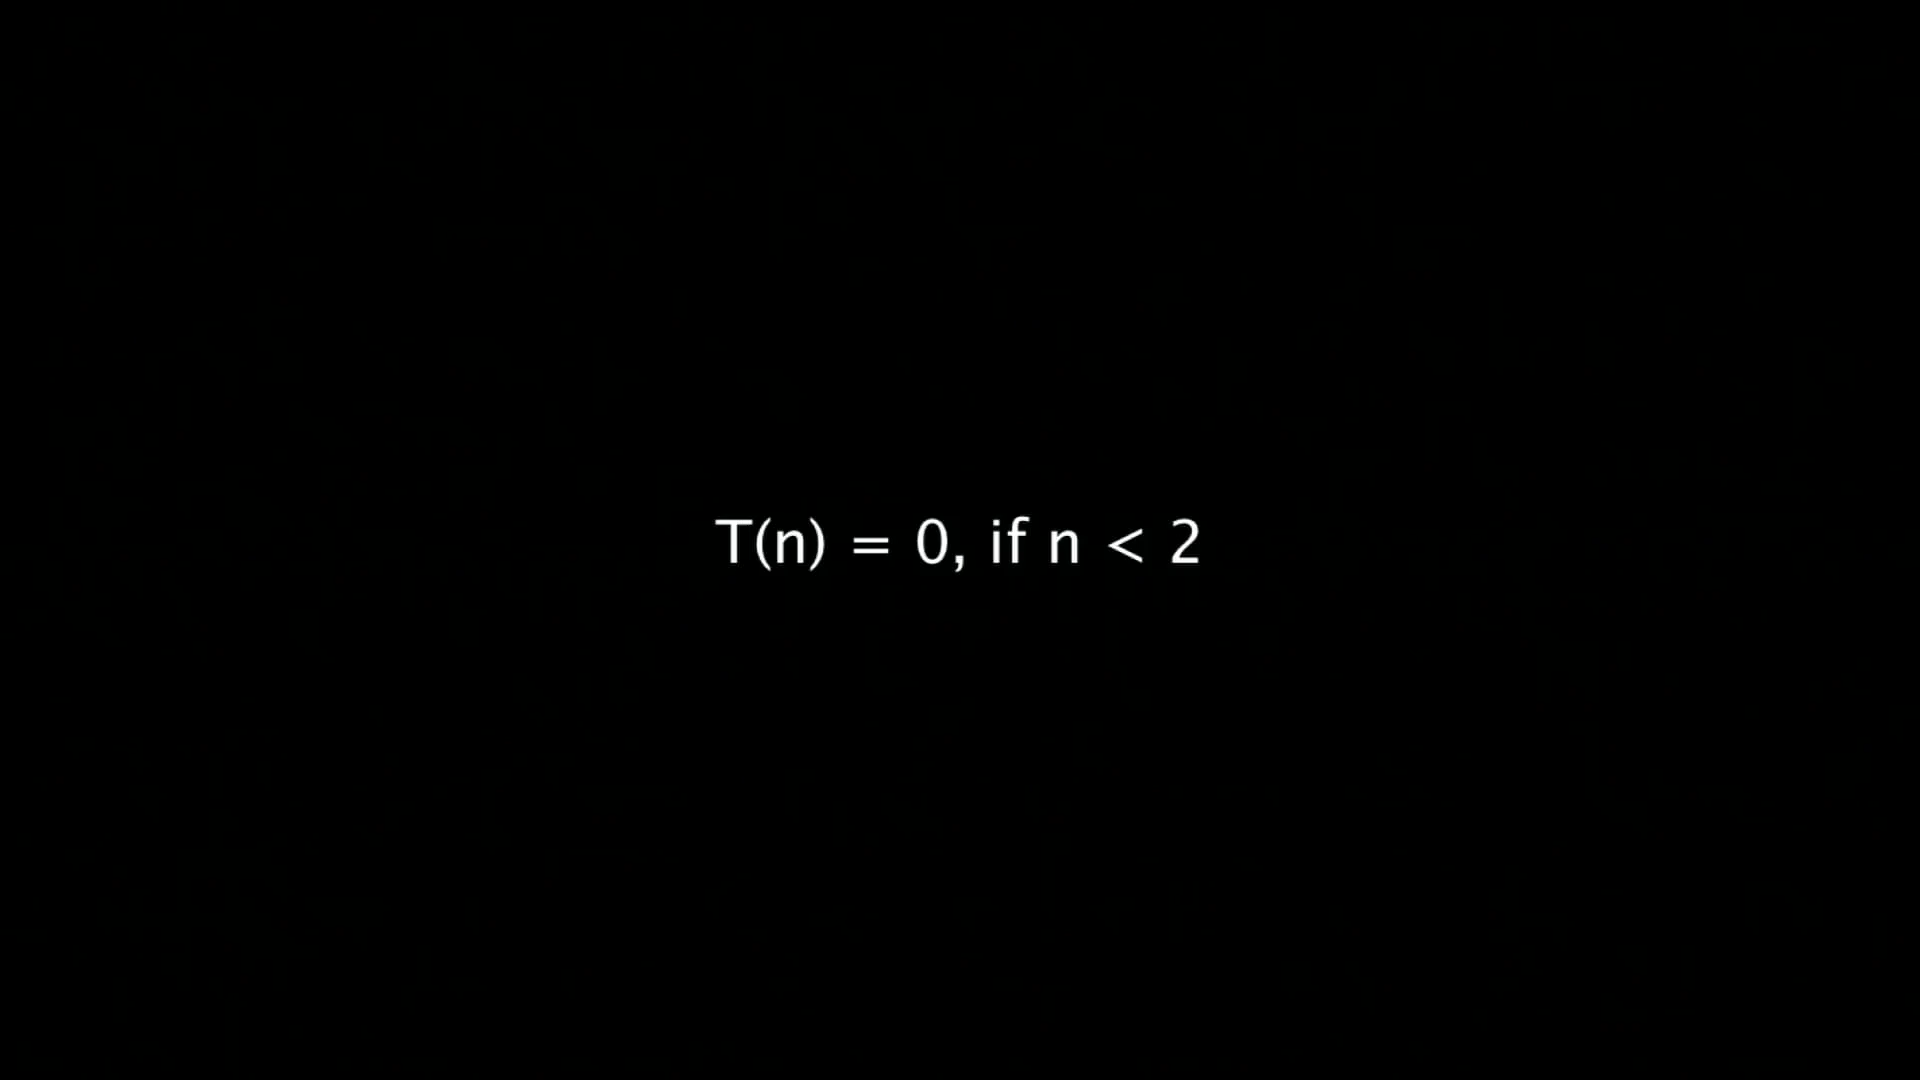 T(n) = 0, if n < 2